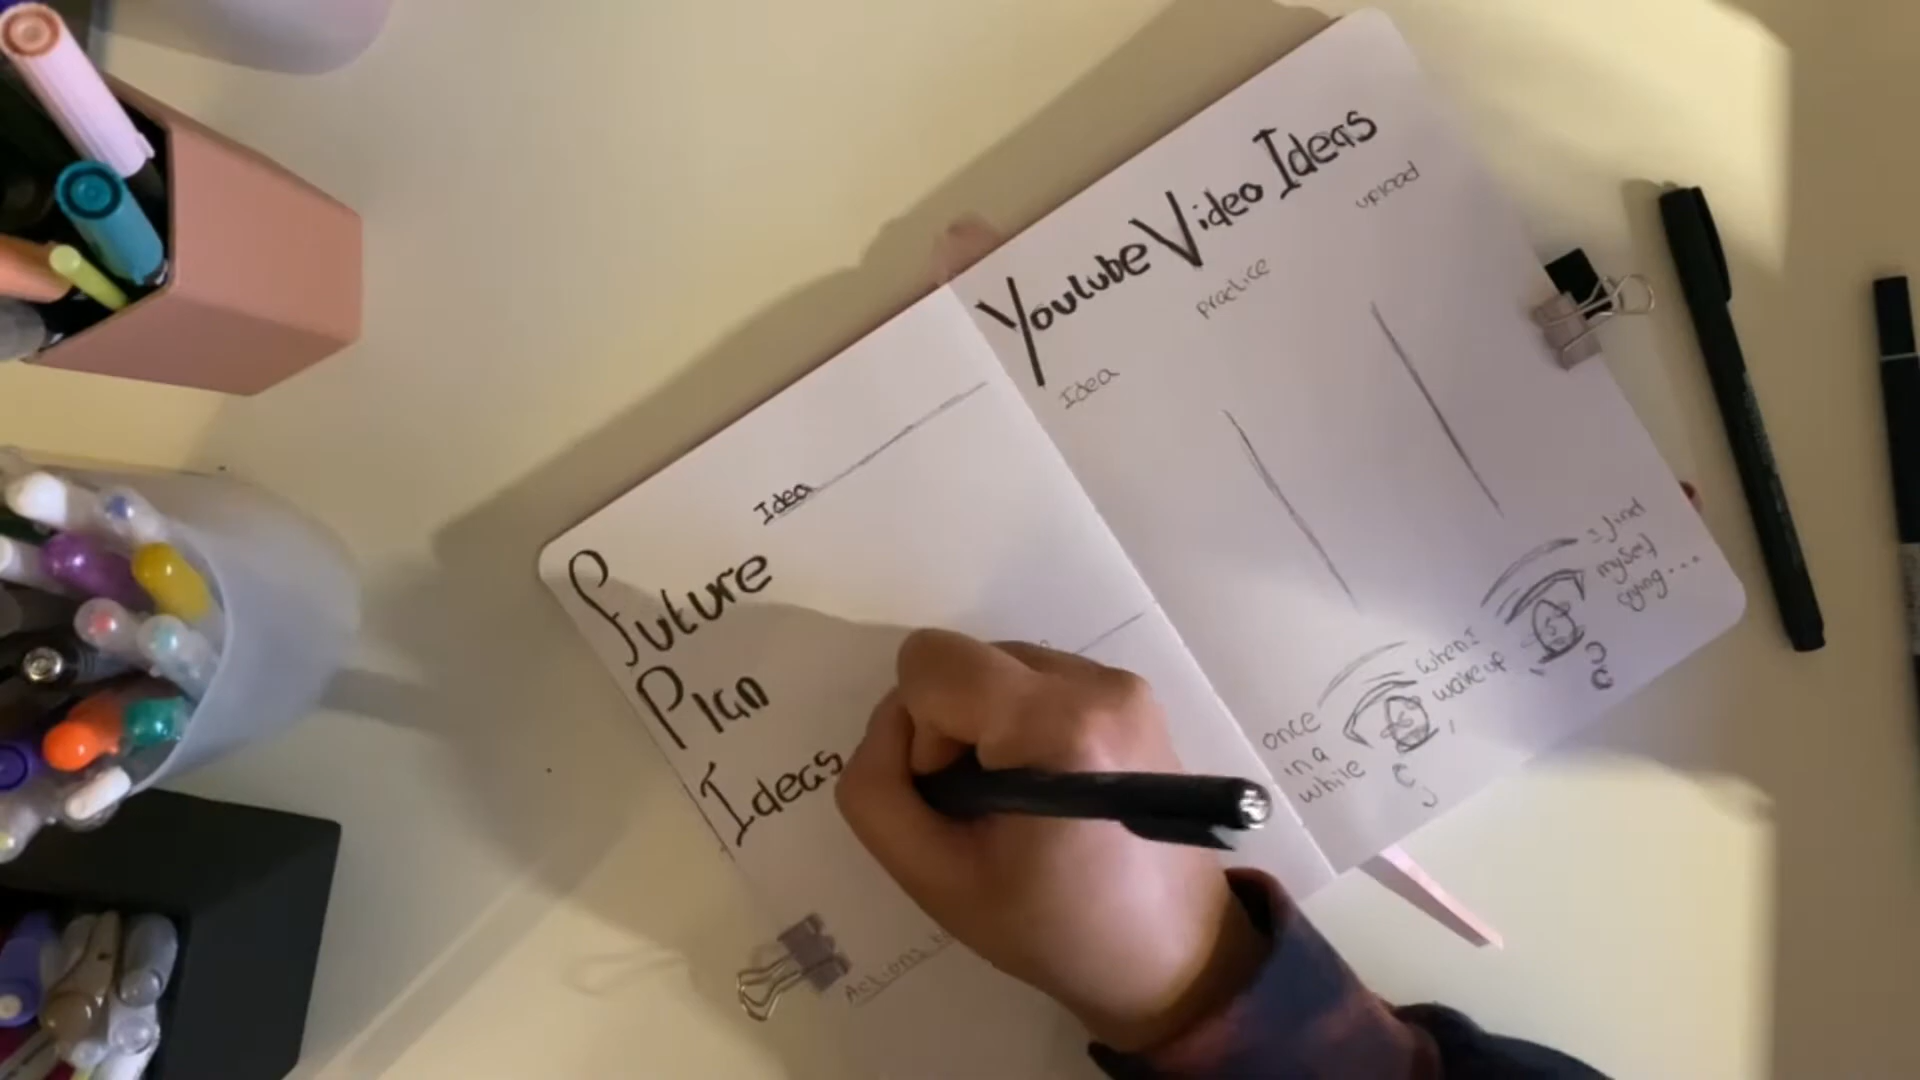 Idea
Future
Plan
Ideas
Actions
Youtube Video Ideas
Idea
practice
upload
once
in a
while
when I
wake up
I find
myself
crying...